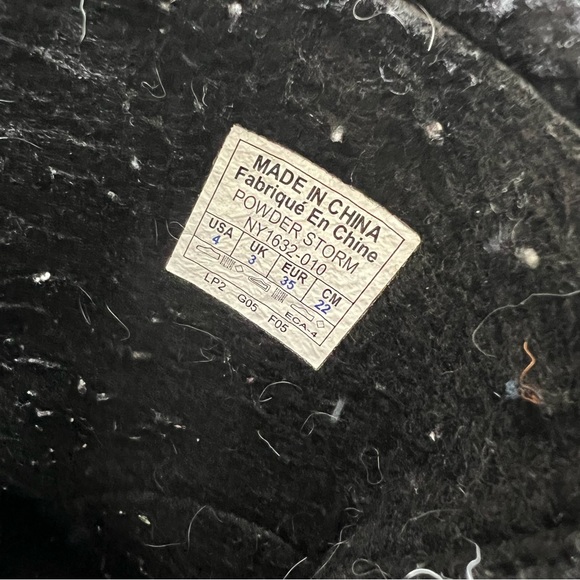 MADE IN CHINA
Fabriqué En Chine
POWDER STORM
NY1632-010
USA UK EUR CM
4 3 35 22
ECA-4
LP2 G05 F05